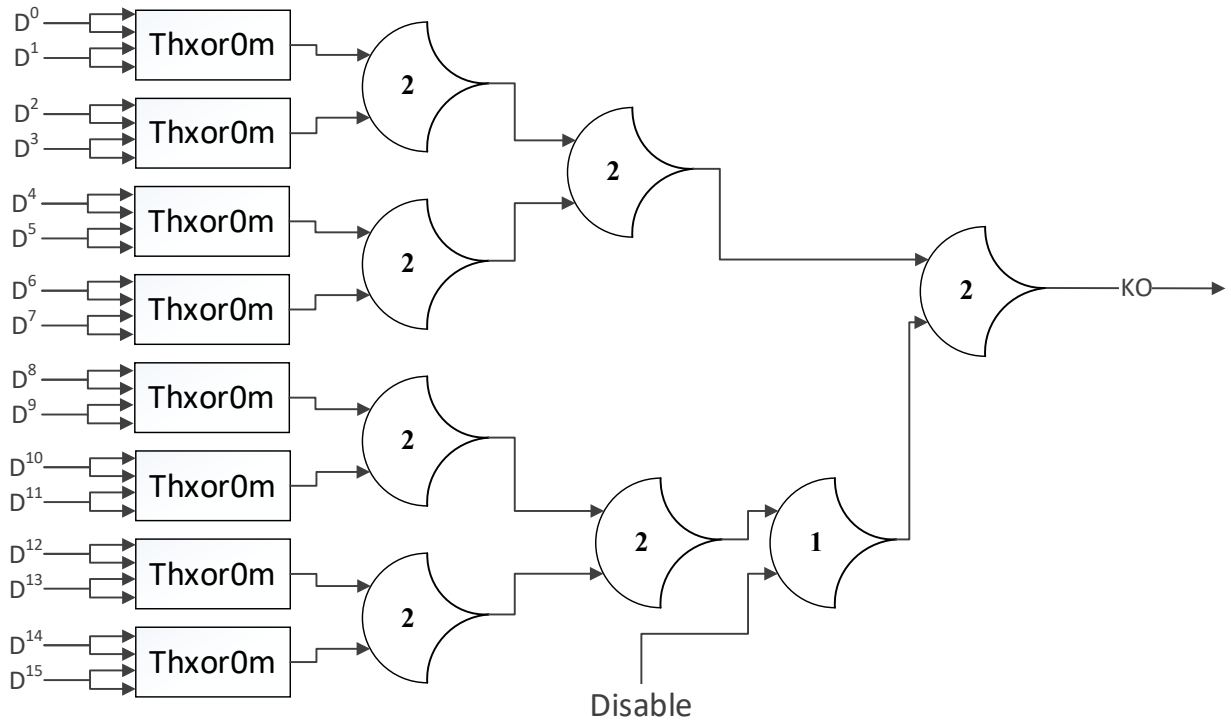 D⁰
Thxor0m
D¹
2
D²
Thxor0m
D³
2
D⁴
Thxor0m
D⁵
2
D⁶
Thxor0m
D⁷
2
KO
D⁸
Thxor0m
D⁹
2
D¹⁰
Thxor0m
D¹¹
2
1
D¹²
Thxor0m
D¹³
2
D¹⁴
Thxor0m
D¹⁵
Disable